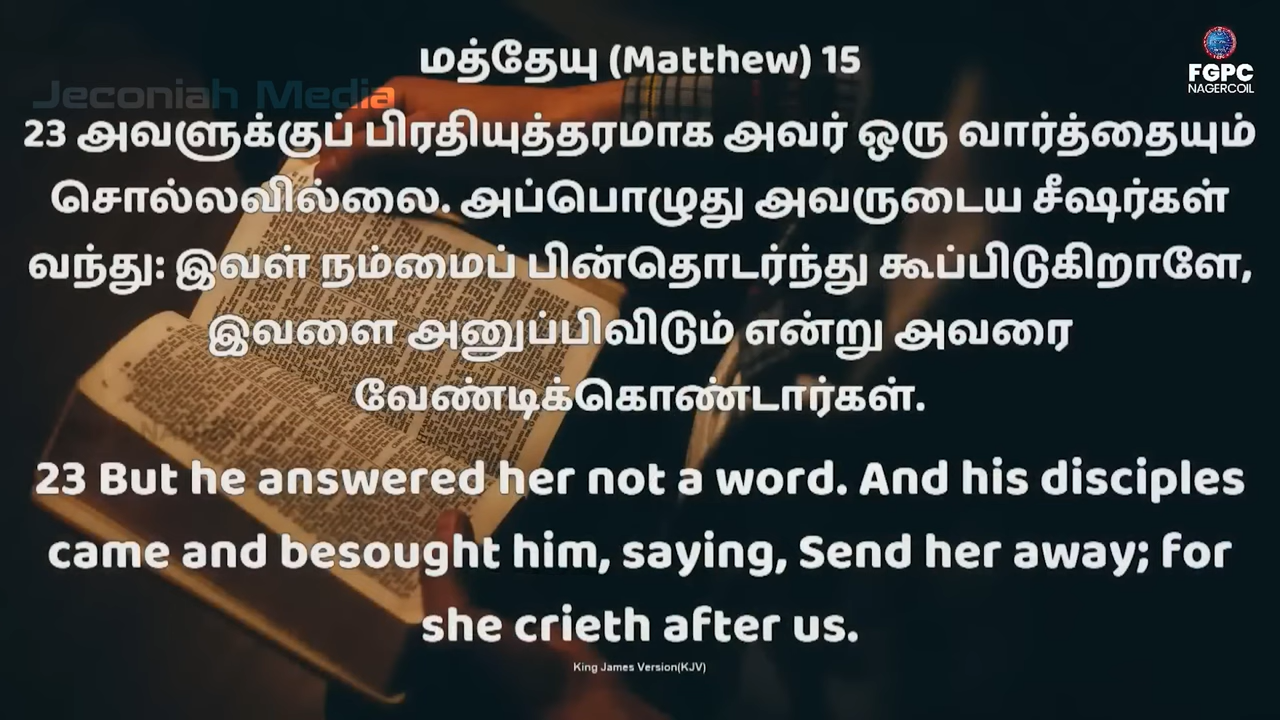 மத்தேயு (Matthew) 15
FGPC
NAGERCOIL
Jeconiah Media
23 அவளுக்குப் பிரதியுத்தரமாக அவர் ஒரு வார்த்தையும்
சொல்லவில்லை. அப்பொழுது அவருடைய சீஷர்கள்
வந்து: இவள் நம்மைப் பின்தொடர்ந்து கூப்பிடுகிறாளே,
இவளை அனுப்பிவிடும் என்று அவரை
வேண்டிக்கொண்டார்கள்.
23 But he answered her not a word. And his disciples
came and besought him, saying, Send her away; for
she crieth after us.
King James Version(KJV)